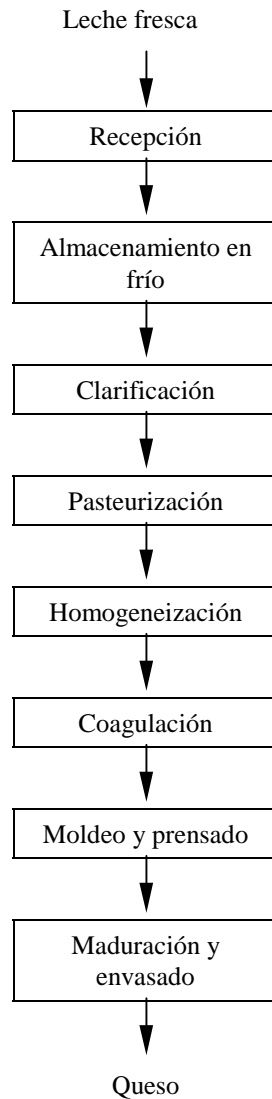 Leche fresca
Recepción
Almacenamiento en
frío
Clarificación
Pasteurización
Homogeneización
Coagulación
Moldeo y prensado
Maduración y
envasado
Queso